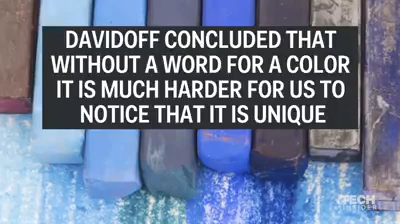 DAVIDOFF CONCLUDED THAT
WITHOUT A WORD FOR A COLOR
IT IS MUCH HARDER FOR US TO
NOTICE THAT IT IS UNIQUE
TECH
INSIDER